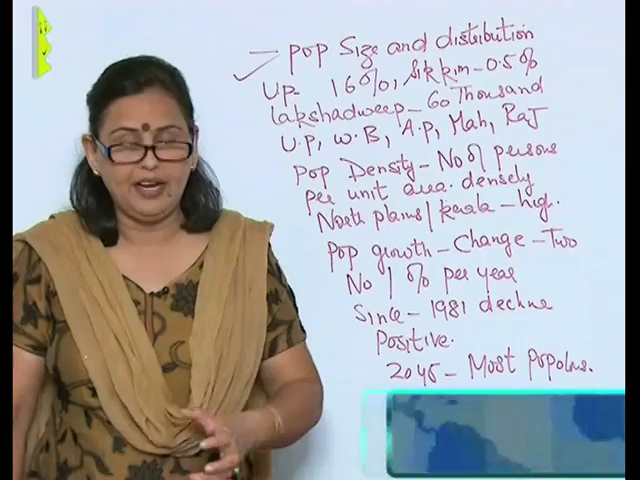 — Pop Size and distribution
UP- 16%, Sikkim - 0.5%
Lakshadweep - 60 Thousand
U.P, W.B, A.P, Mah, Raj
Pop Density - No of persons
per unit area. densely
North plains / Kerala - high.
Pop growth - Change - Two
No / % per year
Since - 1981 decline
Positive.
2045 - Most Populous.